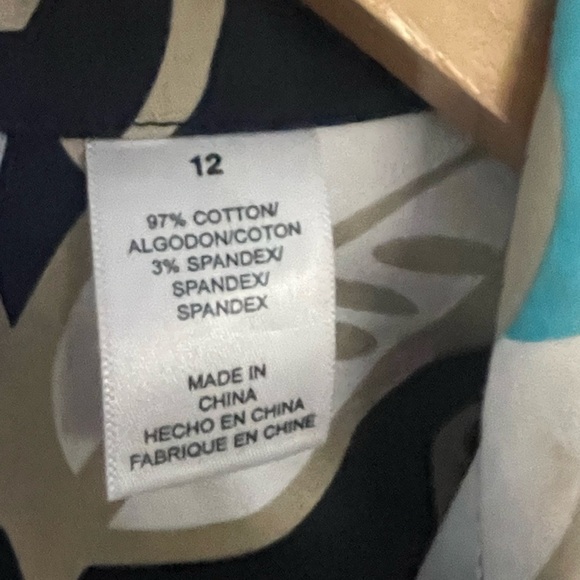 12
97% COTTON/
ALGODON/COTON
3% SPANDEX/
SPANDEX/
SPANDEX
MADE IN
CHINA
HECHO EN CHINA
FABRIQUE EN CHINE